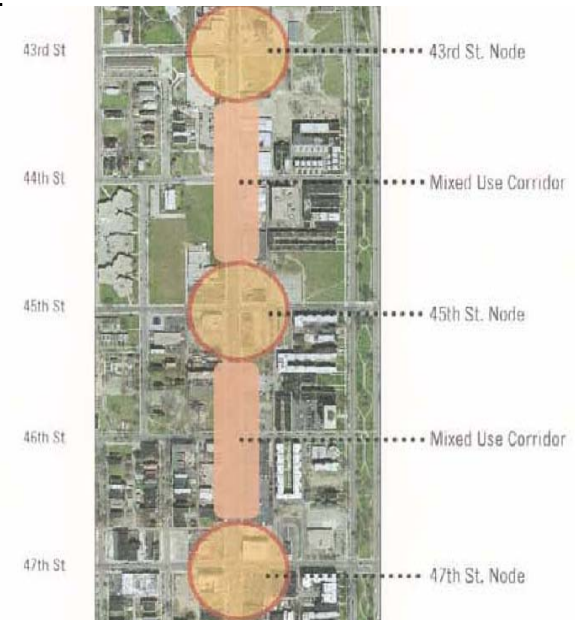 43rd St
43rd St. Node
44th St
Mixed Use Corridor
45th St
45th St. Node
46th St
Mixed Use Corridor
47th St
47th St. Node